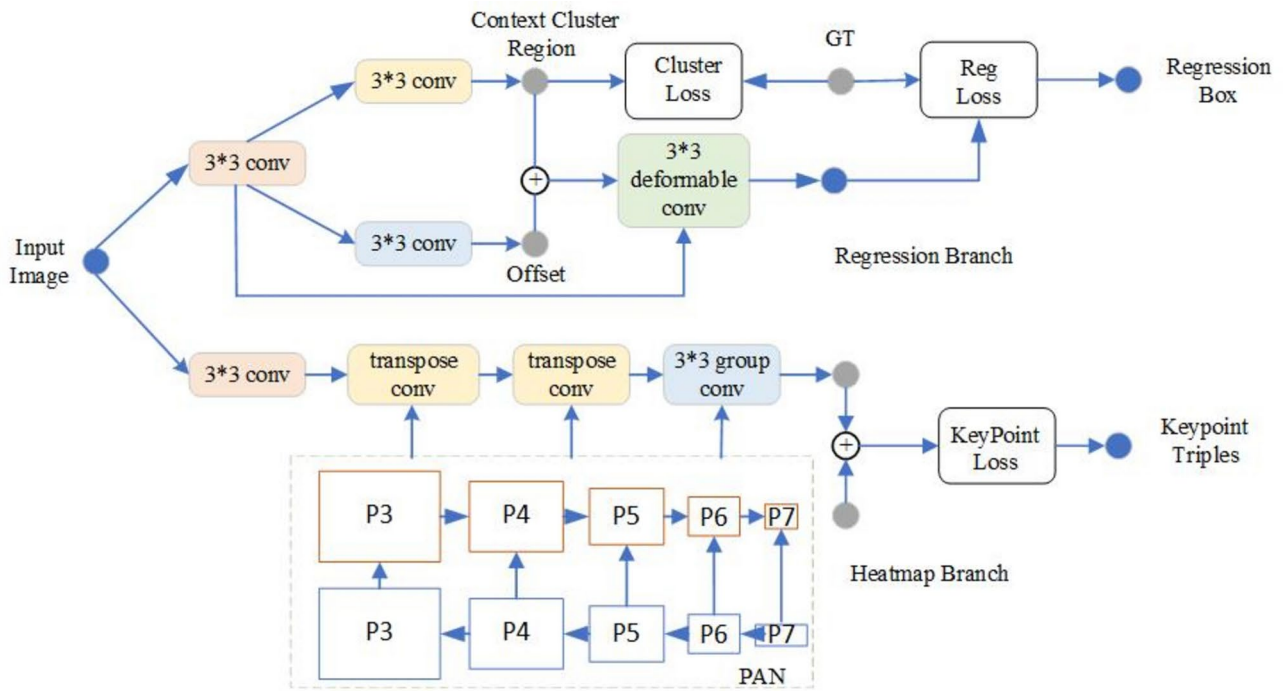 Context Cluster
Region
GT
3*3 conv
Cluster
Loss
Reg
Loss
Regression
Box
3*3 conv
3*3
deformable
conv
3*3 conv
Offset
Input
Image
Regression Branch
3*3 conv
transpose
conv
transpose
conv
3*3 group
conv
KeyPoint
Loss
Keypoint
Triples
P3
P4
P5
P6
P7
Heatmap Branch
P3
P4
P5
P6
P7
PAN